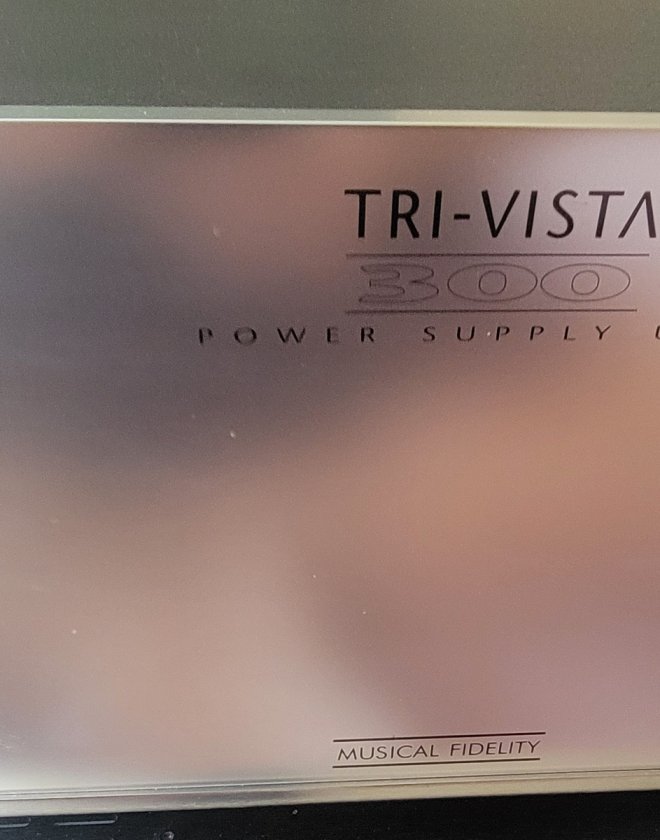 TRI-VISTA
300
POWER SUPPLY
MUSICAL FIDELITY